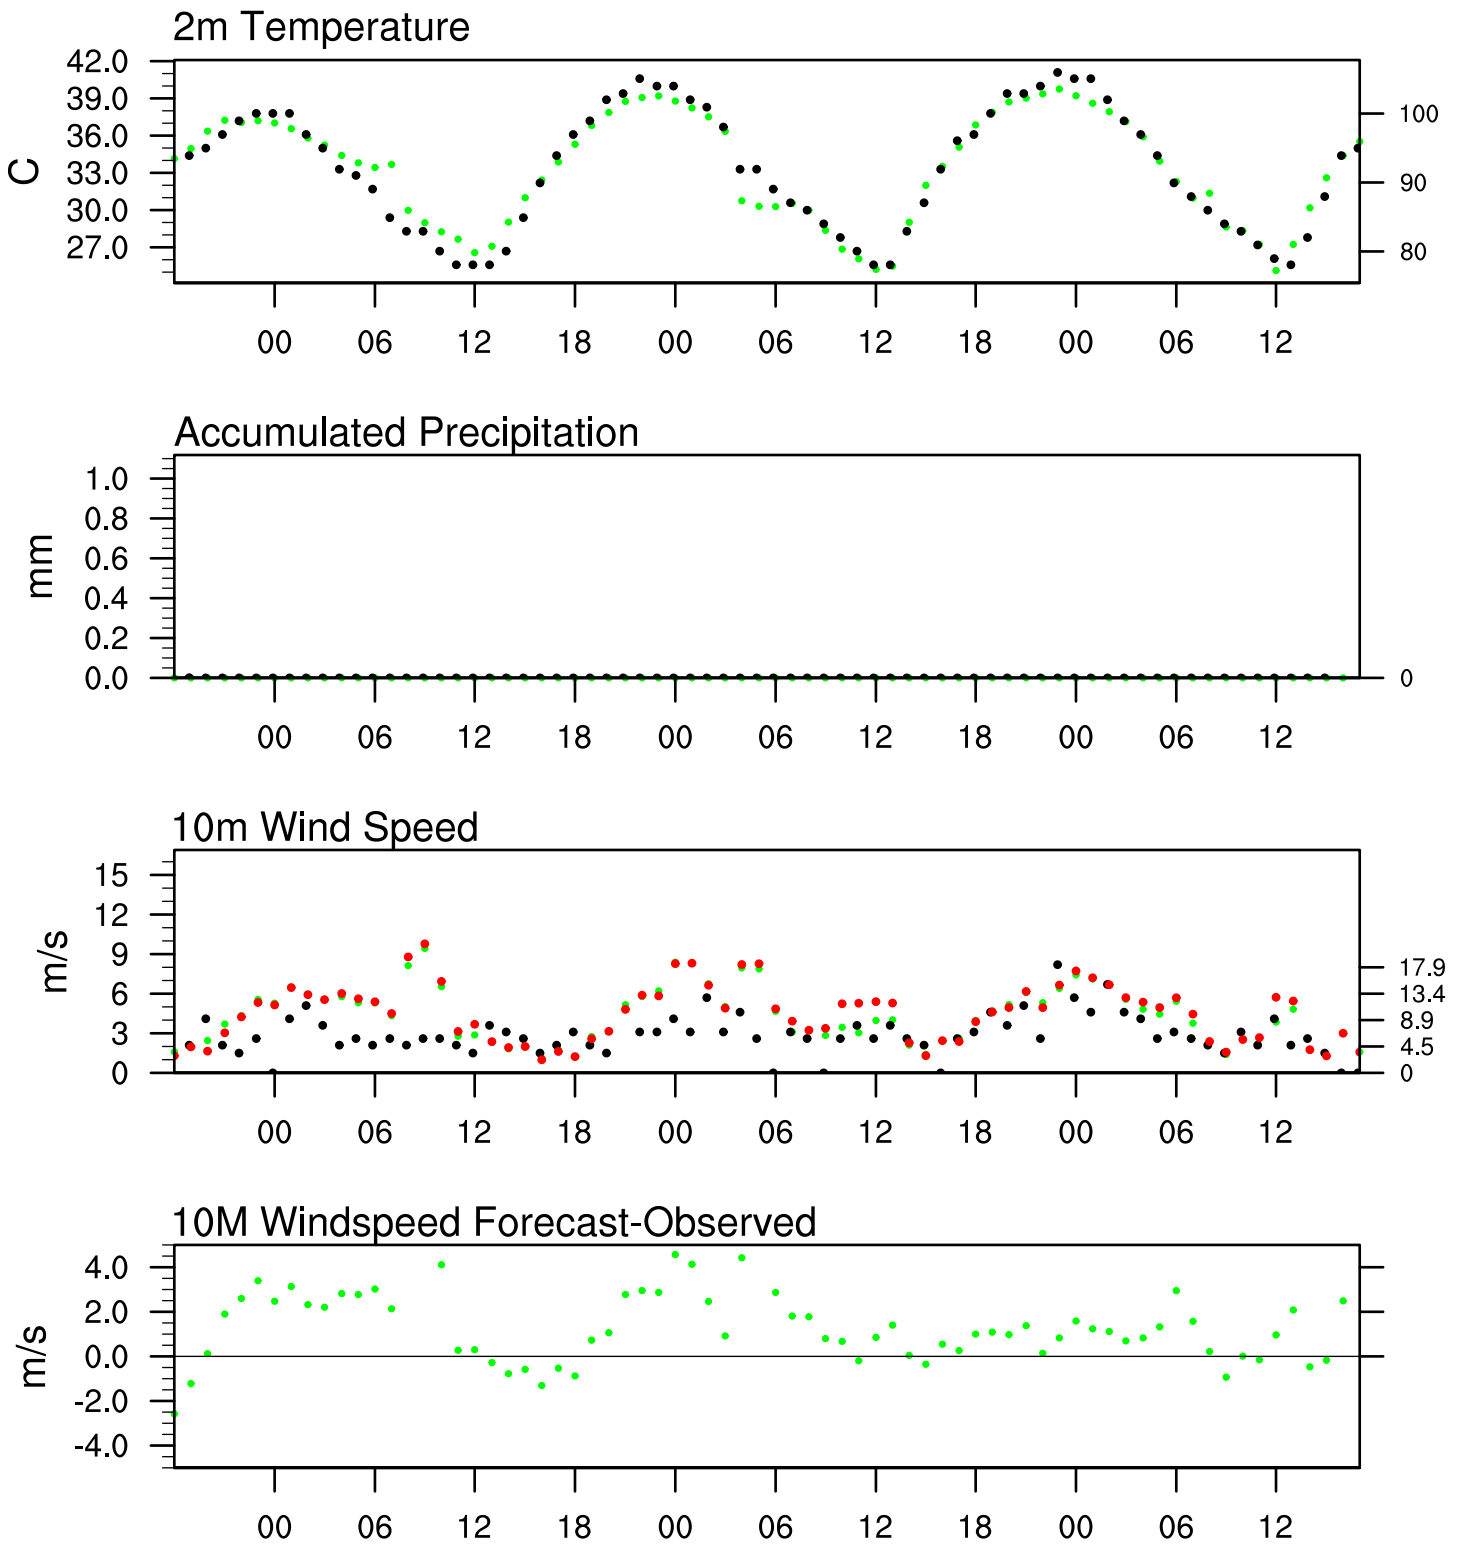 2m Temperature
42.0
39.0
36.0
33.0
30.0
27.0
C
100
90
80
00 06 12 18 00 06 12 18 00 06 12
Accumulated Precipitation
1.0
0.8
0.6
0.4
0.2
0.0
mm
0
00 06 12 18 00 06 12 18 00 06 12
10m Wind Speed
15
12
9
6
3
0
m/s
17.9
13.4
8.9
4.5
0
00 06 12 18 00 06 12 18 00 06 12
10M Windspeed Forecast-Observed
4.0
2.0
0.0
-2.0
-4.0
m/s
00 06 12 18 00 06 12 18 00 06 12